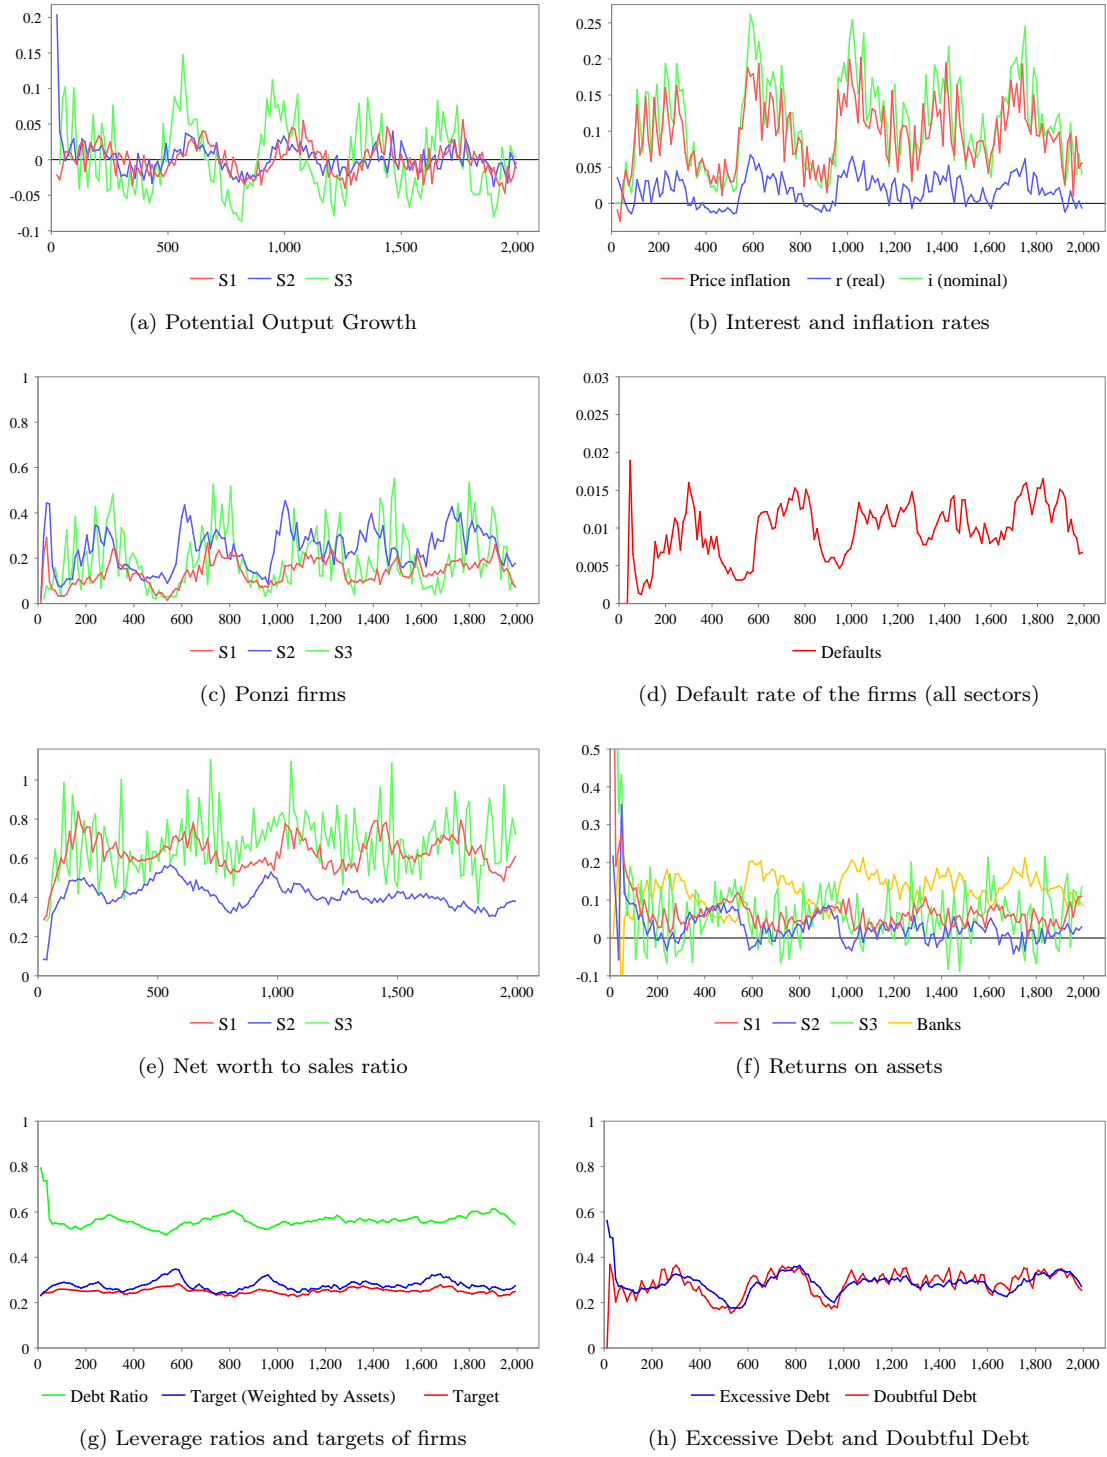 0.2
0.15
0.1
0.05
0
-0.05
-0.1
0 500 1,000 1,500 2,000
S1 S2 S3
(a) Potential Output Growth
0.25
0.2
0.15
0.1
0.05
0
0 200 400 600 800 1,000 1,200 1,400 1,600 1,800 2,000
Price inflation r (real) i (nominal)
(b) Interest and inflation rates
1
0.8
0.6
0.4
0.2
0
0 200 400 600 800 1,000 1,200 1,400 1,600 1,800 2,000
S1 S2 S3
(c) Ponzi firms
0.03
0.025
0.02
0.015
0.01
0.005
0
0 200 400 600 800 1,000 1,200 1,400 1,600 1,800 2,000
Defaults
(d) Default rate of the firms (all sectors)
1
0.8
0.6
0.4
0.2
0
0 500 1,000 1,500 2,000
S1 S2 S3
(e) Net worth to sales ratio
0.5
0.4
0.3
0.2
0.1
0
-0.1
0 200 400 600 800 1,000 1,200 1,400 1,600 1,800 2,000
S1 S2 S3 Banks
(f) Returns on assets
1
0.8
0.6
0.4
0.2
0
0 200 400 600 800 1,000 1,200 1,400 1,600 1,800 2,000
Debt Ratio Target (Weighted by Assets) Target
(g) Leverage ratios and targets of firms
1
0.8
0.6
0.4
0.2
0
0 200 400 600 800 1,000 1,200 1,400 1,600 1,800 2,000
Excessive Debt Doubtful Debt
(h) Excessive Debt and Doubtful Debt